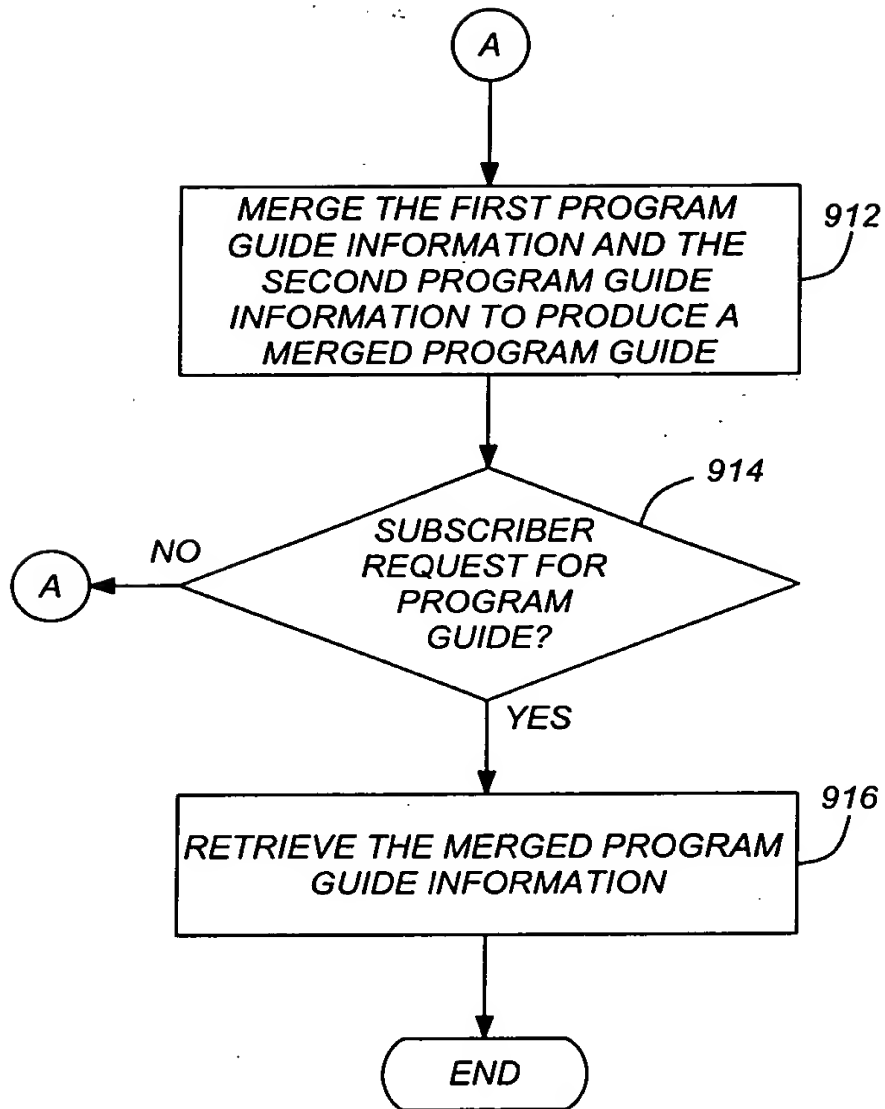 A
MERGE THE FIRST PROGRAM
GUIDE INFORMATION AND THE
SECOND PROGRAM GUIDE
INFORMATION TO PRODUCE A
MERGED PROGRAM GUIDE
912
914
SUBSCRIBER
REQUEST FOR
PROGRAM
GUIDE?
NO
A
YES
916
RETRIEVE THE MERGED PROGRAM
GUIDE INFORMATION
END